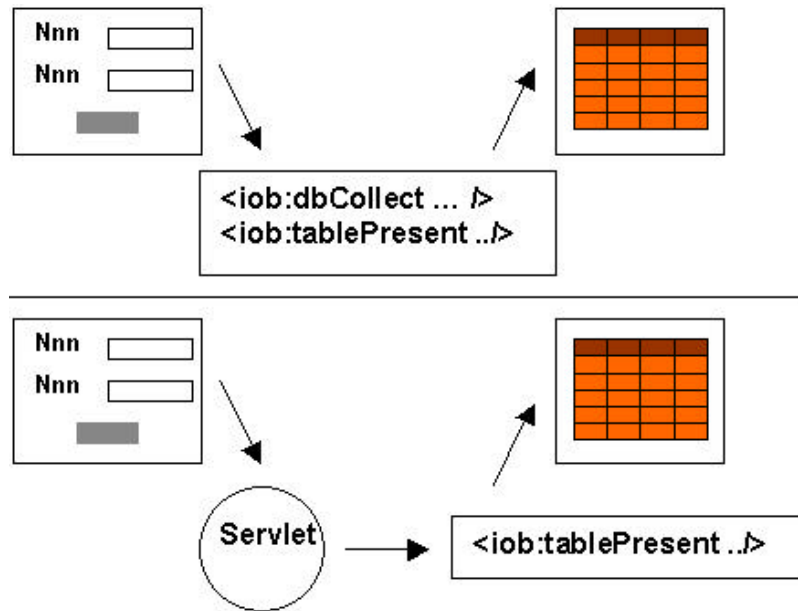 Nnn
Nnn
<iob:dbCollect ... />
<iob:tablePresent ../>
Nnn
Nnn
Servlet
<iob:tablePresent ../>